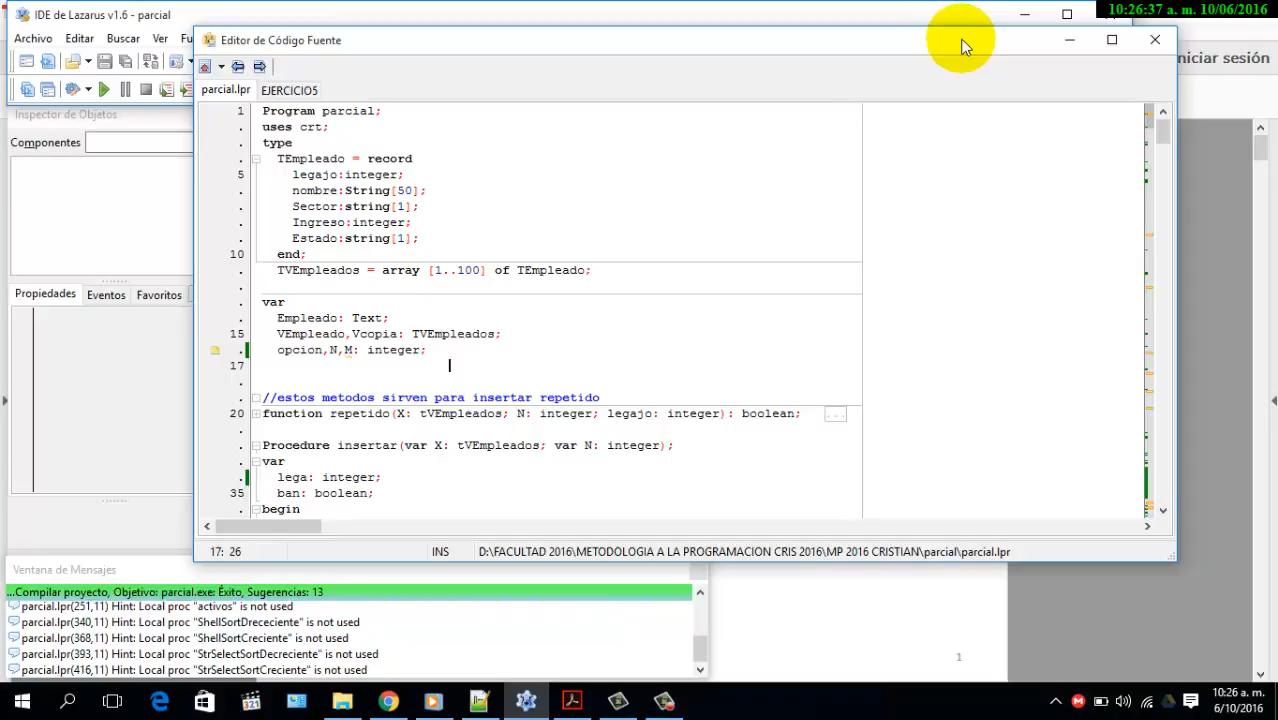 IDE de Lazarus v1.6 - parcial
10:26:37 a. m. 10/06/2016
Archivo Editar Buscar Ver
Editor de Código Fuente
niciar sesión
parcial.lpr EJERCICIO5
Inspector de Objetos
Componentes
Propiedades Eventos Favoritos
1 Program parcial;
. uses crt;
. type
. TEmpleado = record
5 legajo:integer;
. nombre:String[50];
. Sector:string[1];
. Ingreso:integer;
. Estado:string[1];
10 end;
. TVEmpleados = array [1..100] of TEmpleado;
.
. var
. Empleado: Text;
15 VEmpleado,Vcopia: TVEmpleados;
. opcion,N,M: integer;
17
.
. //estos metodos sirven para insertar repetido
20 function repetido(X: tVEmpleados; N: integer; legajo: integer): boolean; ...
.
. Procedure insertar(var X: tVEmpleados; var N: integer);
. var
. lega: integer;
35 ban: boolean;
. begin
17: 26 INS D:\FACULTAD 2016\METODOLOGIA A LA PROGRAMACION CRIS 2016\MP 2016 CRISTIAN\parcial\parcial.lpr
Ventana de Mensajes
...Compilar proyecto, Objetivo: parcial.exe: Éxito, Sugerencias: 13
parcial.lpr(251,11) Hint: Local proc "activos" is not used
parcial.lpr(340,11) Hint: Local proc "ShellSortDrececiente" is not used
parcial.lpr(368,11) Hint: Local proc "ShellSortCreciente" is not used
parcial.lpr(393,11) Hint: Local proc "StrSelectSortDecreciente" is not used
parcial.lpr(416,11) Hint: Local proc "StrSelectSortCreciente" is not used
1
10:26 a. m.
6/10/2016